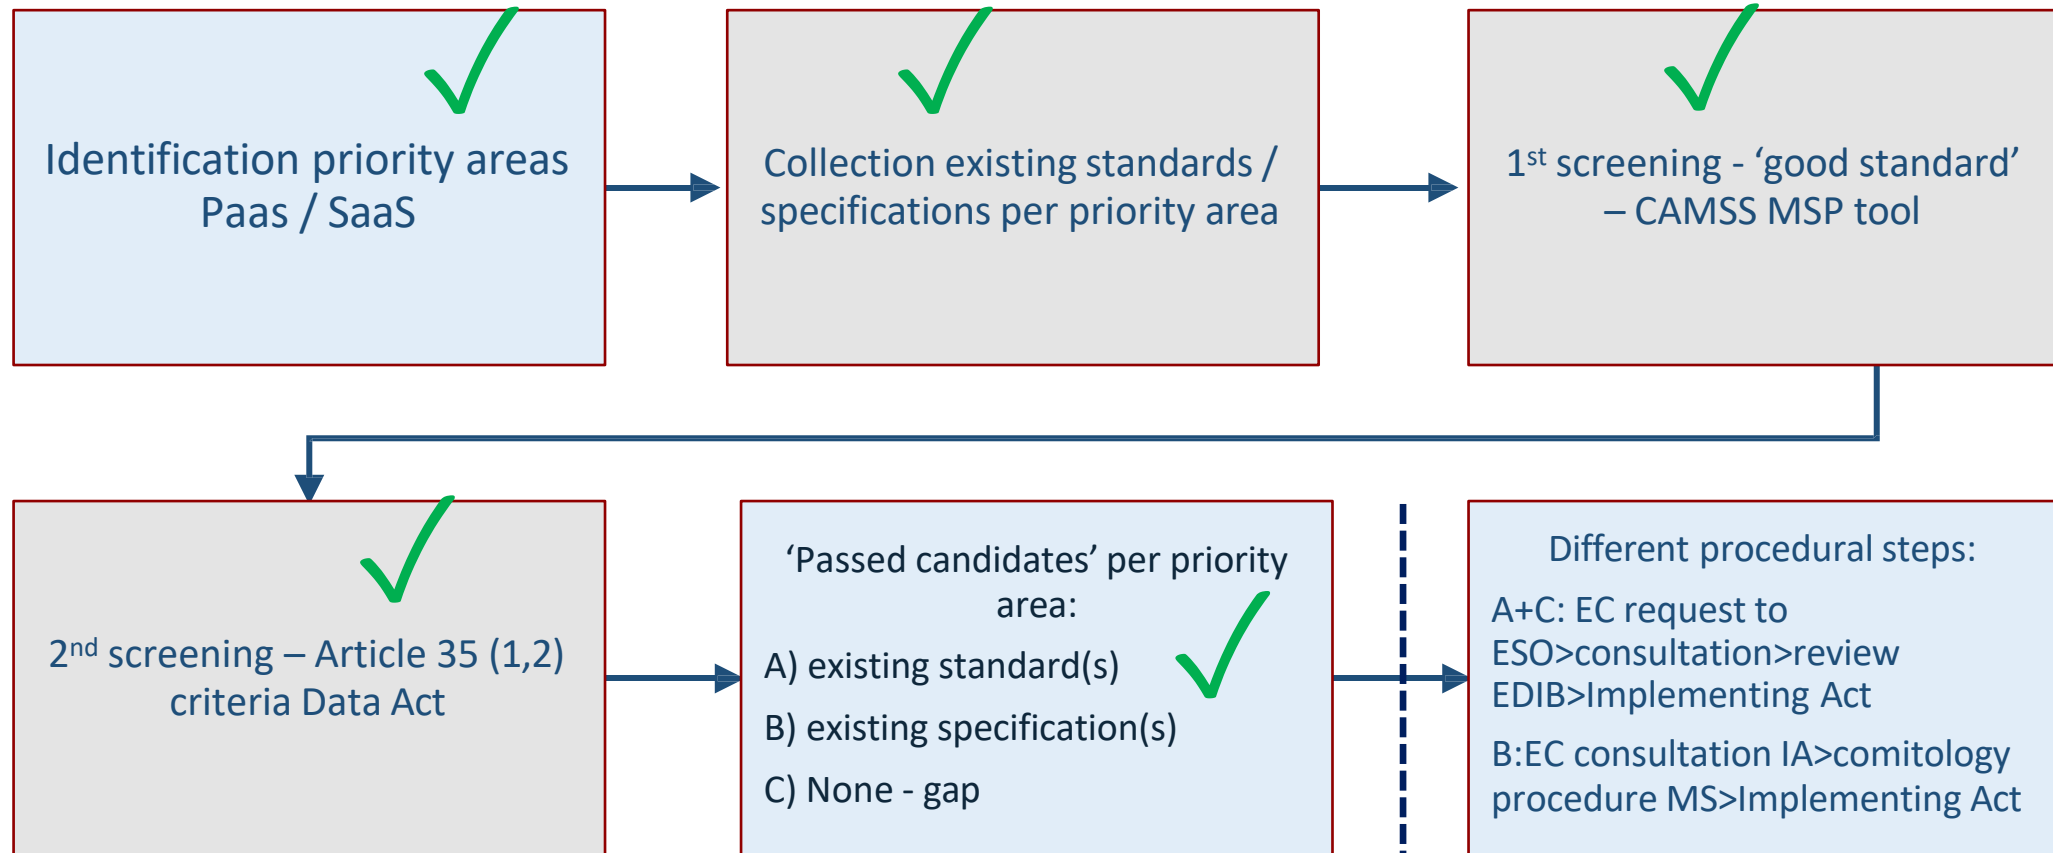 Identification priority areas
Paas / SaaS
Collection existing standards /
specifications per priority area
1st screening - ‘good standard’
– CAMSS MSP tool
2nd screening – Article 35 (1,2)
criteria Data Act
‘Passed candidates’ per priority
area:
A) existing standard(s)
B) existing specification(s)
C) None - gap
Different procedural steps:
A+C: EC request to
ESO>consultation>review
EDIB>Implementing Act
B:EC consultation IA>comitology
procedure MS>Implementing Act